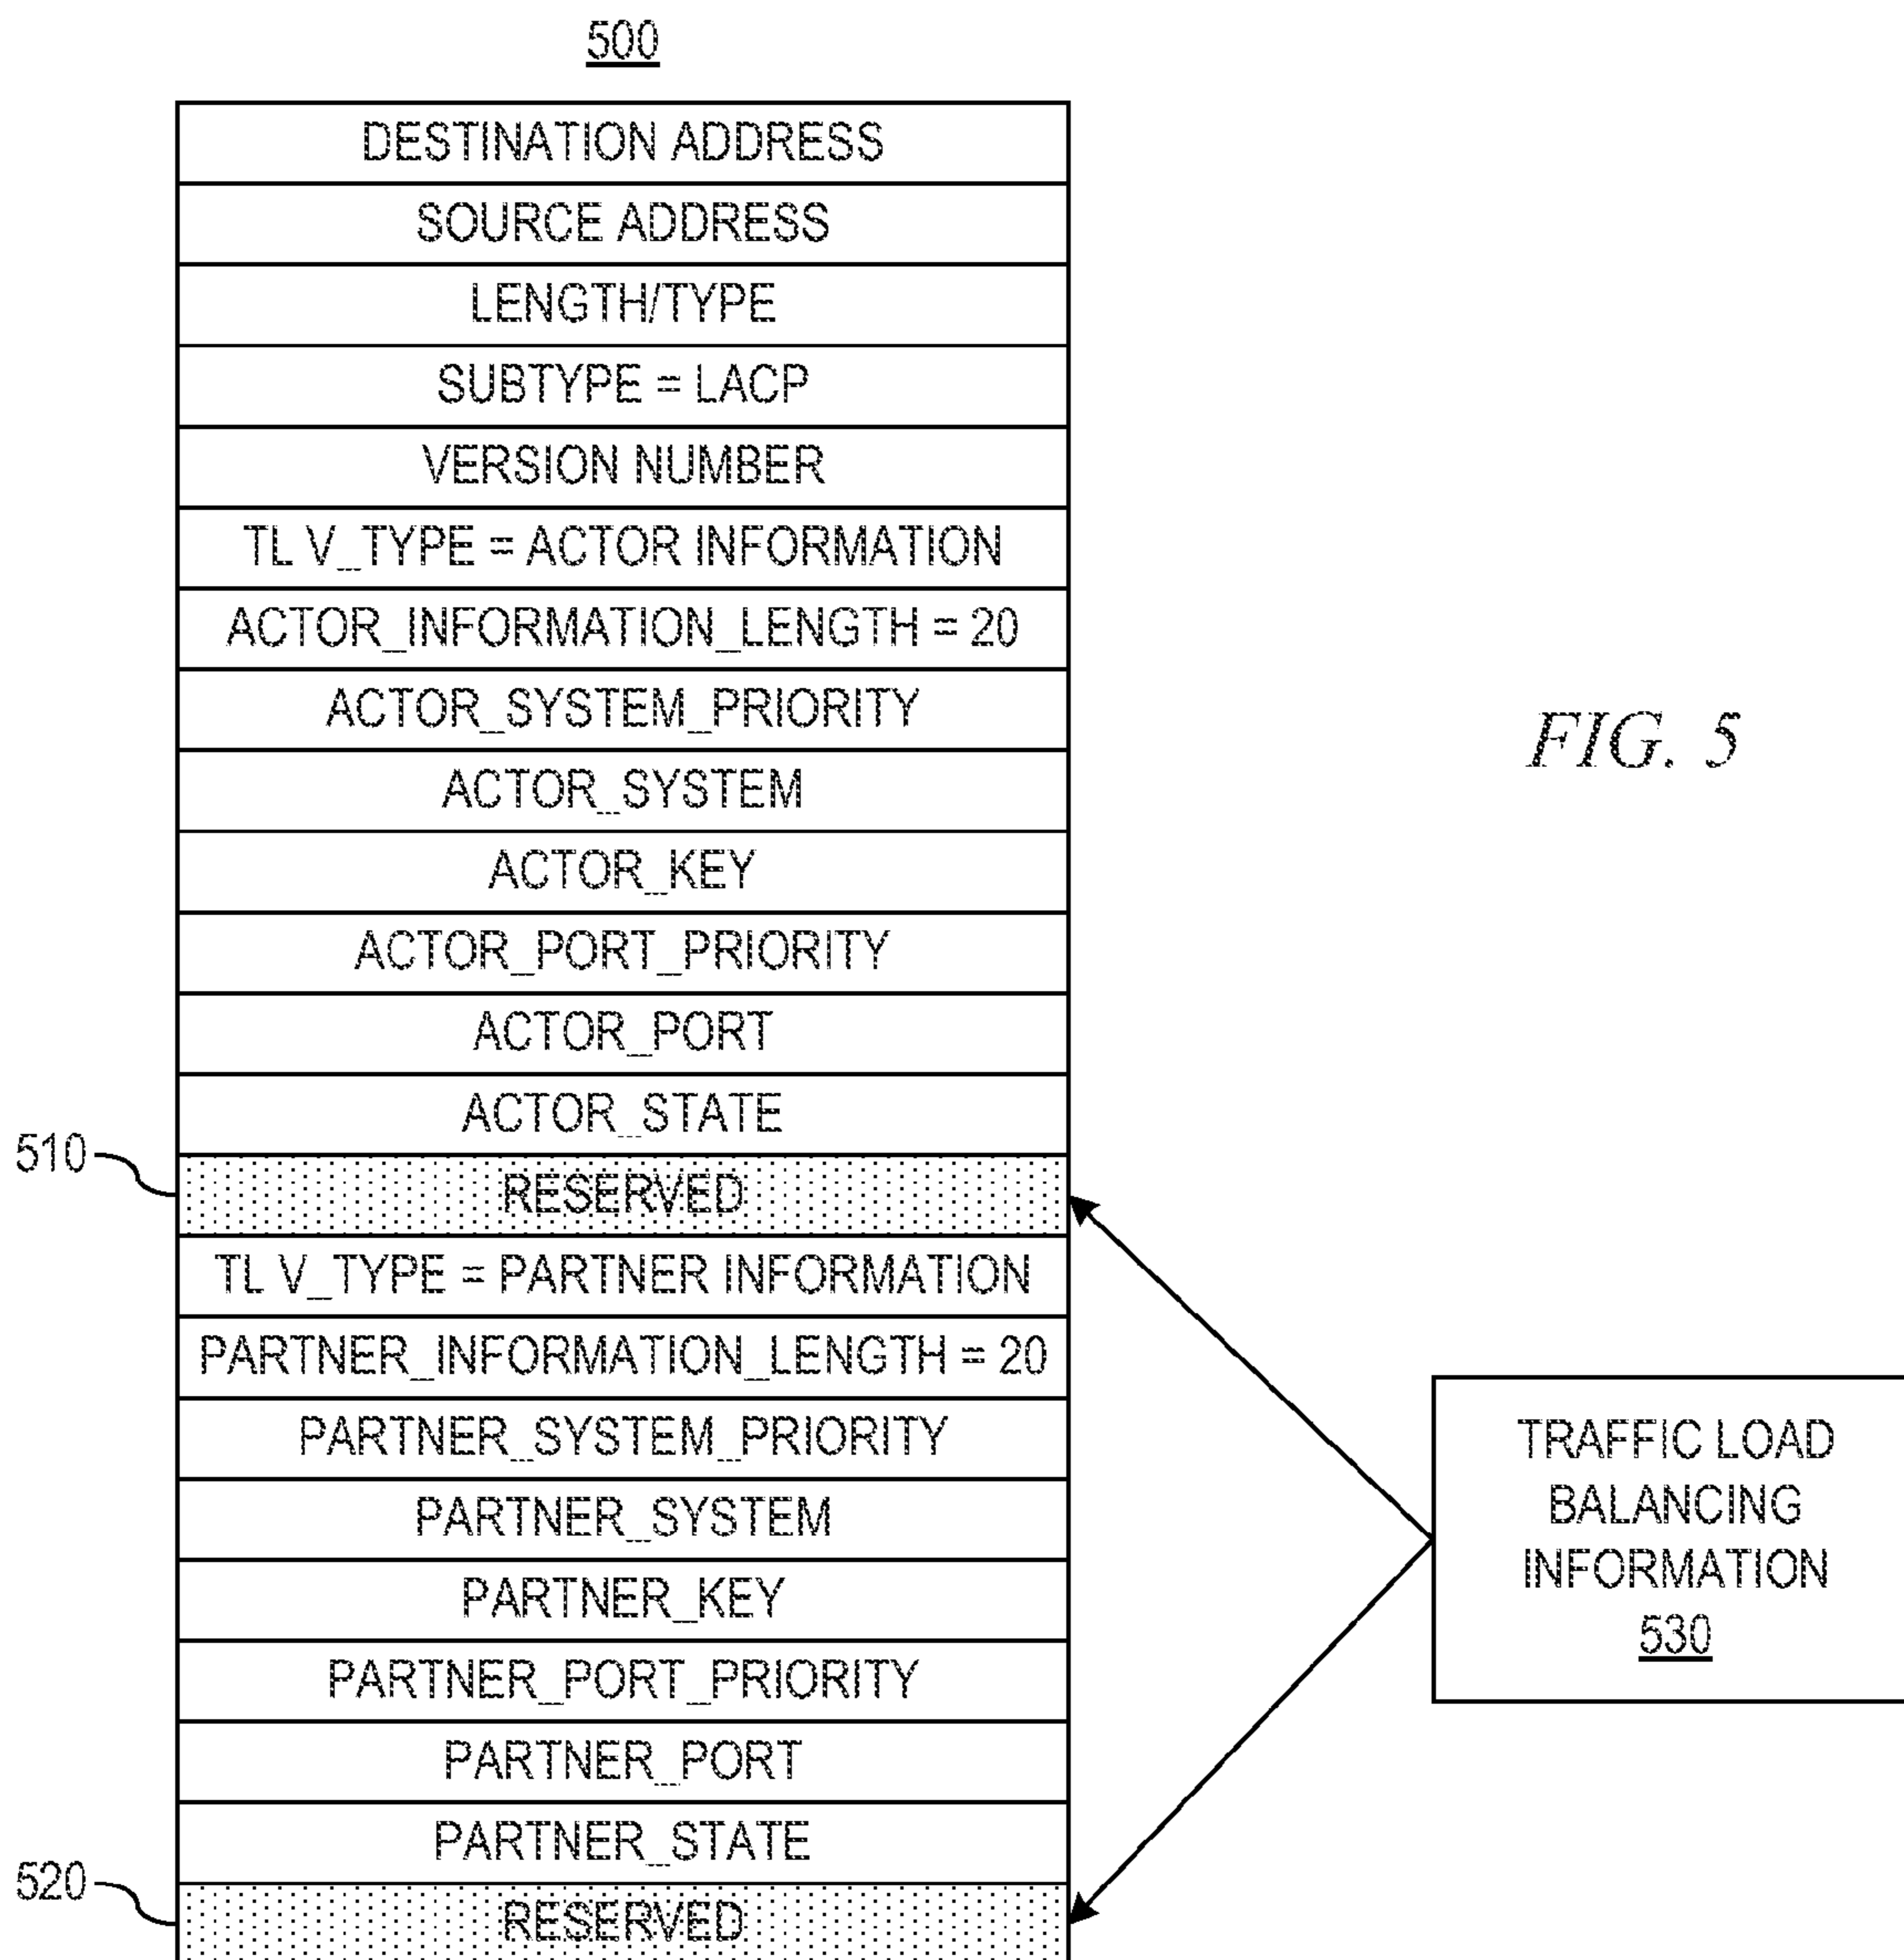 500
DESTINATION ADDRESS
SOURCE ADDRESS
LENGTH/TYPE
SUBTYPE = LACP
VERSION NUMBER
TL V_TYPE = ACTOR INFORMATION
ACTOR_INFORMATION_LENGTH = 20
ACTOR_SYSTEM_PRIORITY
ACTOR_SYSTEM
ACTOR_KEY
ACTOR_PORT_PRIORITY
ACTOR_PORT
ACTOR_STATE
510
RESERVED
TL V_TYPE = PARTNER INFORMATION
PARTNER_INFORMATION_LENGTH = 20
PARTNER_SYSTEM_PRIORITY
PARTNER_SYSTEM
PARTNER_KEY
PARTNER_PORT_PRIORITY
PARTNER_PORT
PARTNER_STATE
520
RESERVED
FIG. 5
TRAFFIC LOAD
BALANCING
INFORMATION
530